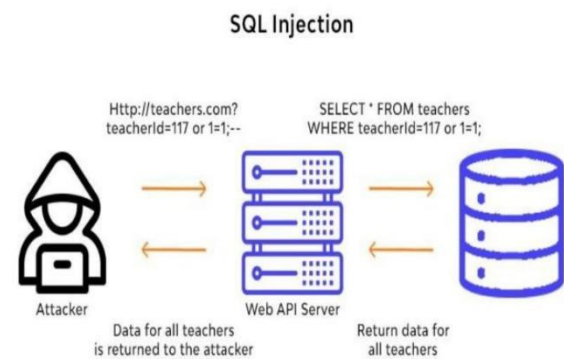 SQL Injection
Http://teachers.com?
teacherId=117 or 1=1;--
SELECT * FROM teachers
WHERE teacherId=117 or 1=1;
Attacker
Web API Server
Data for all teachers
is returned to the attacker
Return data for
all teachers